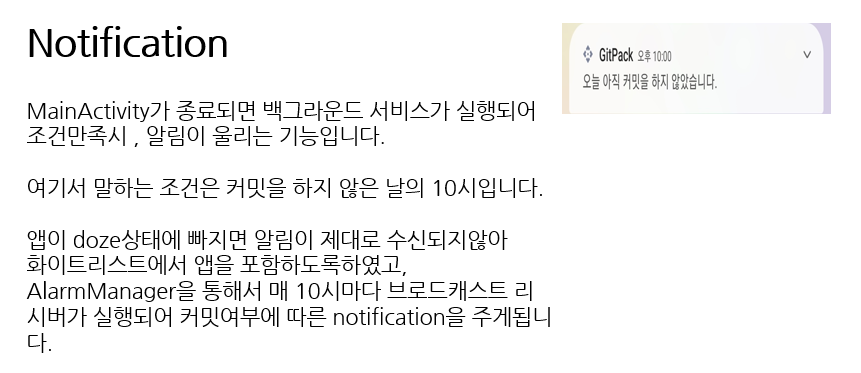 Notification
GitPack 오후 10:00
오늘 아직 커밋을 하지 않았습니다.
MainActivity가 종료되면 백그라운드 서비스가 실행되어
조건만족시 , 알림이 울리는 기능입니다.
여기서 말하는 조건은 커밋을 하지 않은 날의 10시입니다.
앱이 doze상태에 빠지면 알림이 제대로 수신되지않아
화이트리스트에서 앱을 포함하도록하였고,
AlarmManager을 통해서 매 10시마다 브로드캐스트 리
시버가 실행되어 커밋여부에 따른 notification을 주게됩니
다.